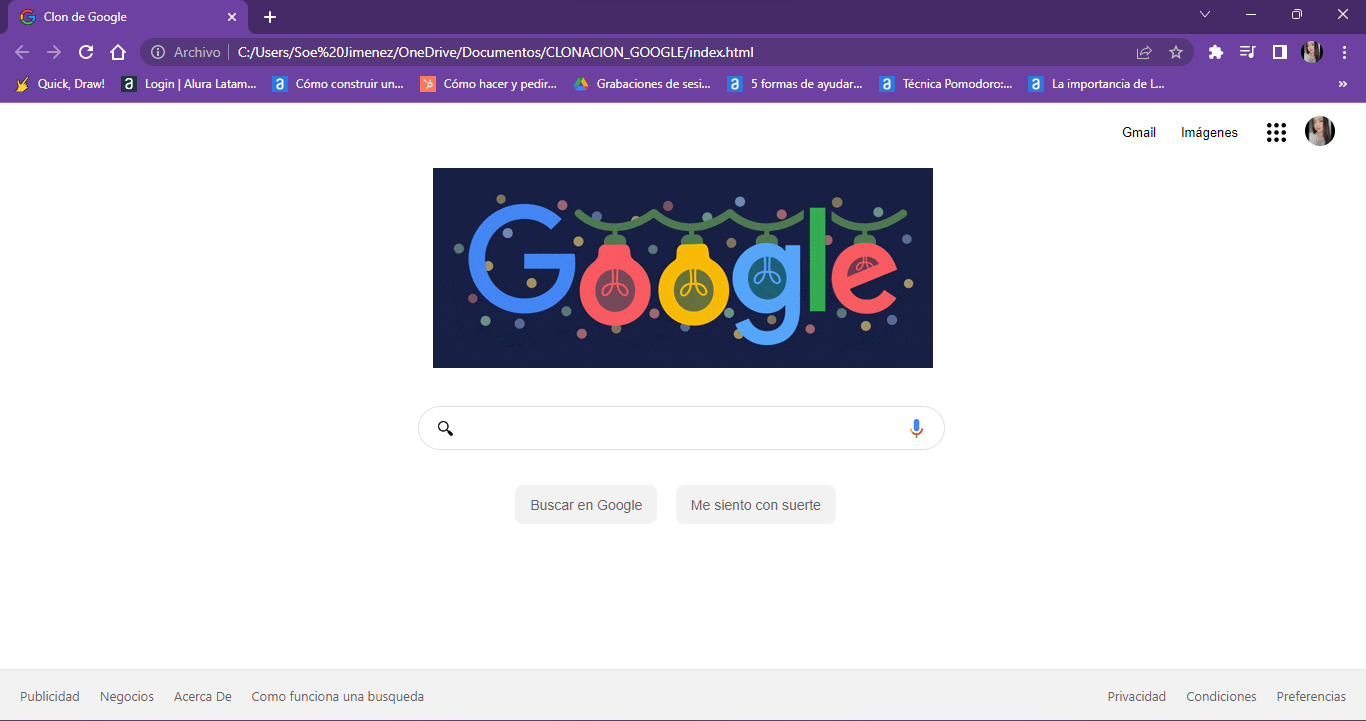 Clon de Google
Archivo C:/Users/Soe%20Jimenez/OneDrive/Documentos/CLONACION_GOOGLE/index.html
Quick, Draw! Login | Alura Latam... Cómo construir un... Cómo hacer y pedir... Grabaciones de sesi... 5 formas de ayudar... Técnica Pomodoro:... La importancia de L... »
Gmail Imágenes
Google
Buscar en Google Me siento con suerte
Publicidad Negocios Acerca De Como funciona una busqueda Privacidad Condiciones Preferencias